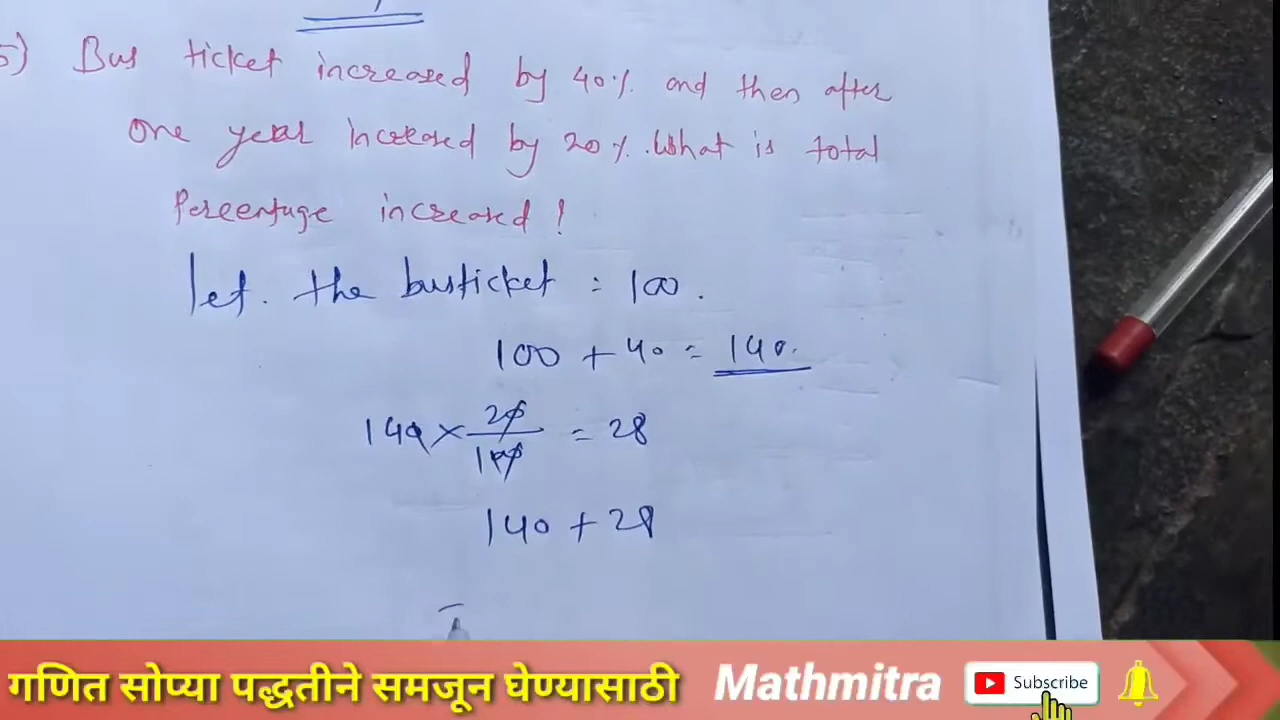 5) Bus ticket increased by 40% and then after
one year increased by 20%. What is total
Percentage increased ?
let. the busticket = 100.
100 + 40 = 140.
140 × 20/100 = 28
140 + 28
गणित सोप्या पद्धतीने समजून घेण्यासाठी Mathmitra Subscribe